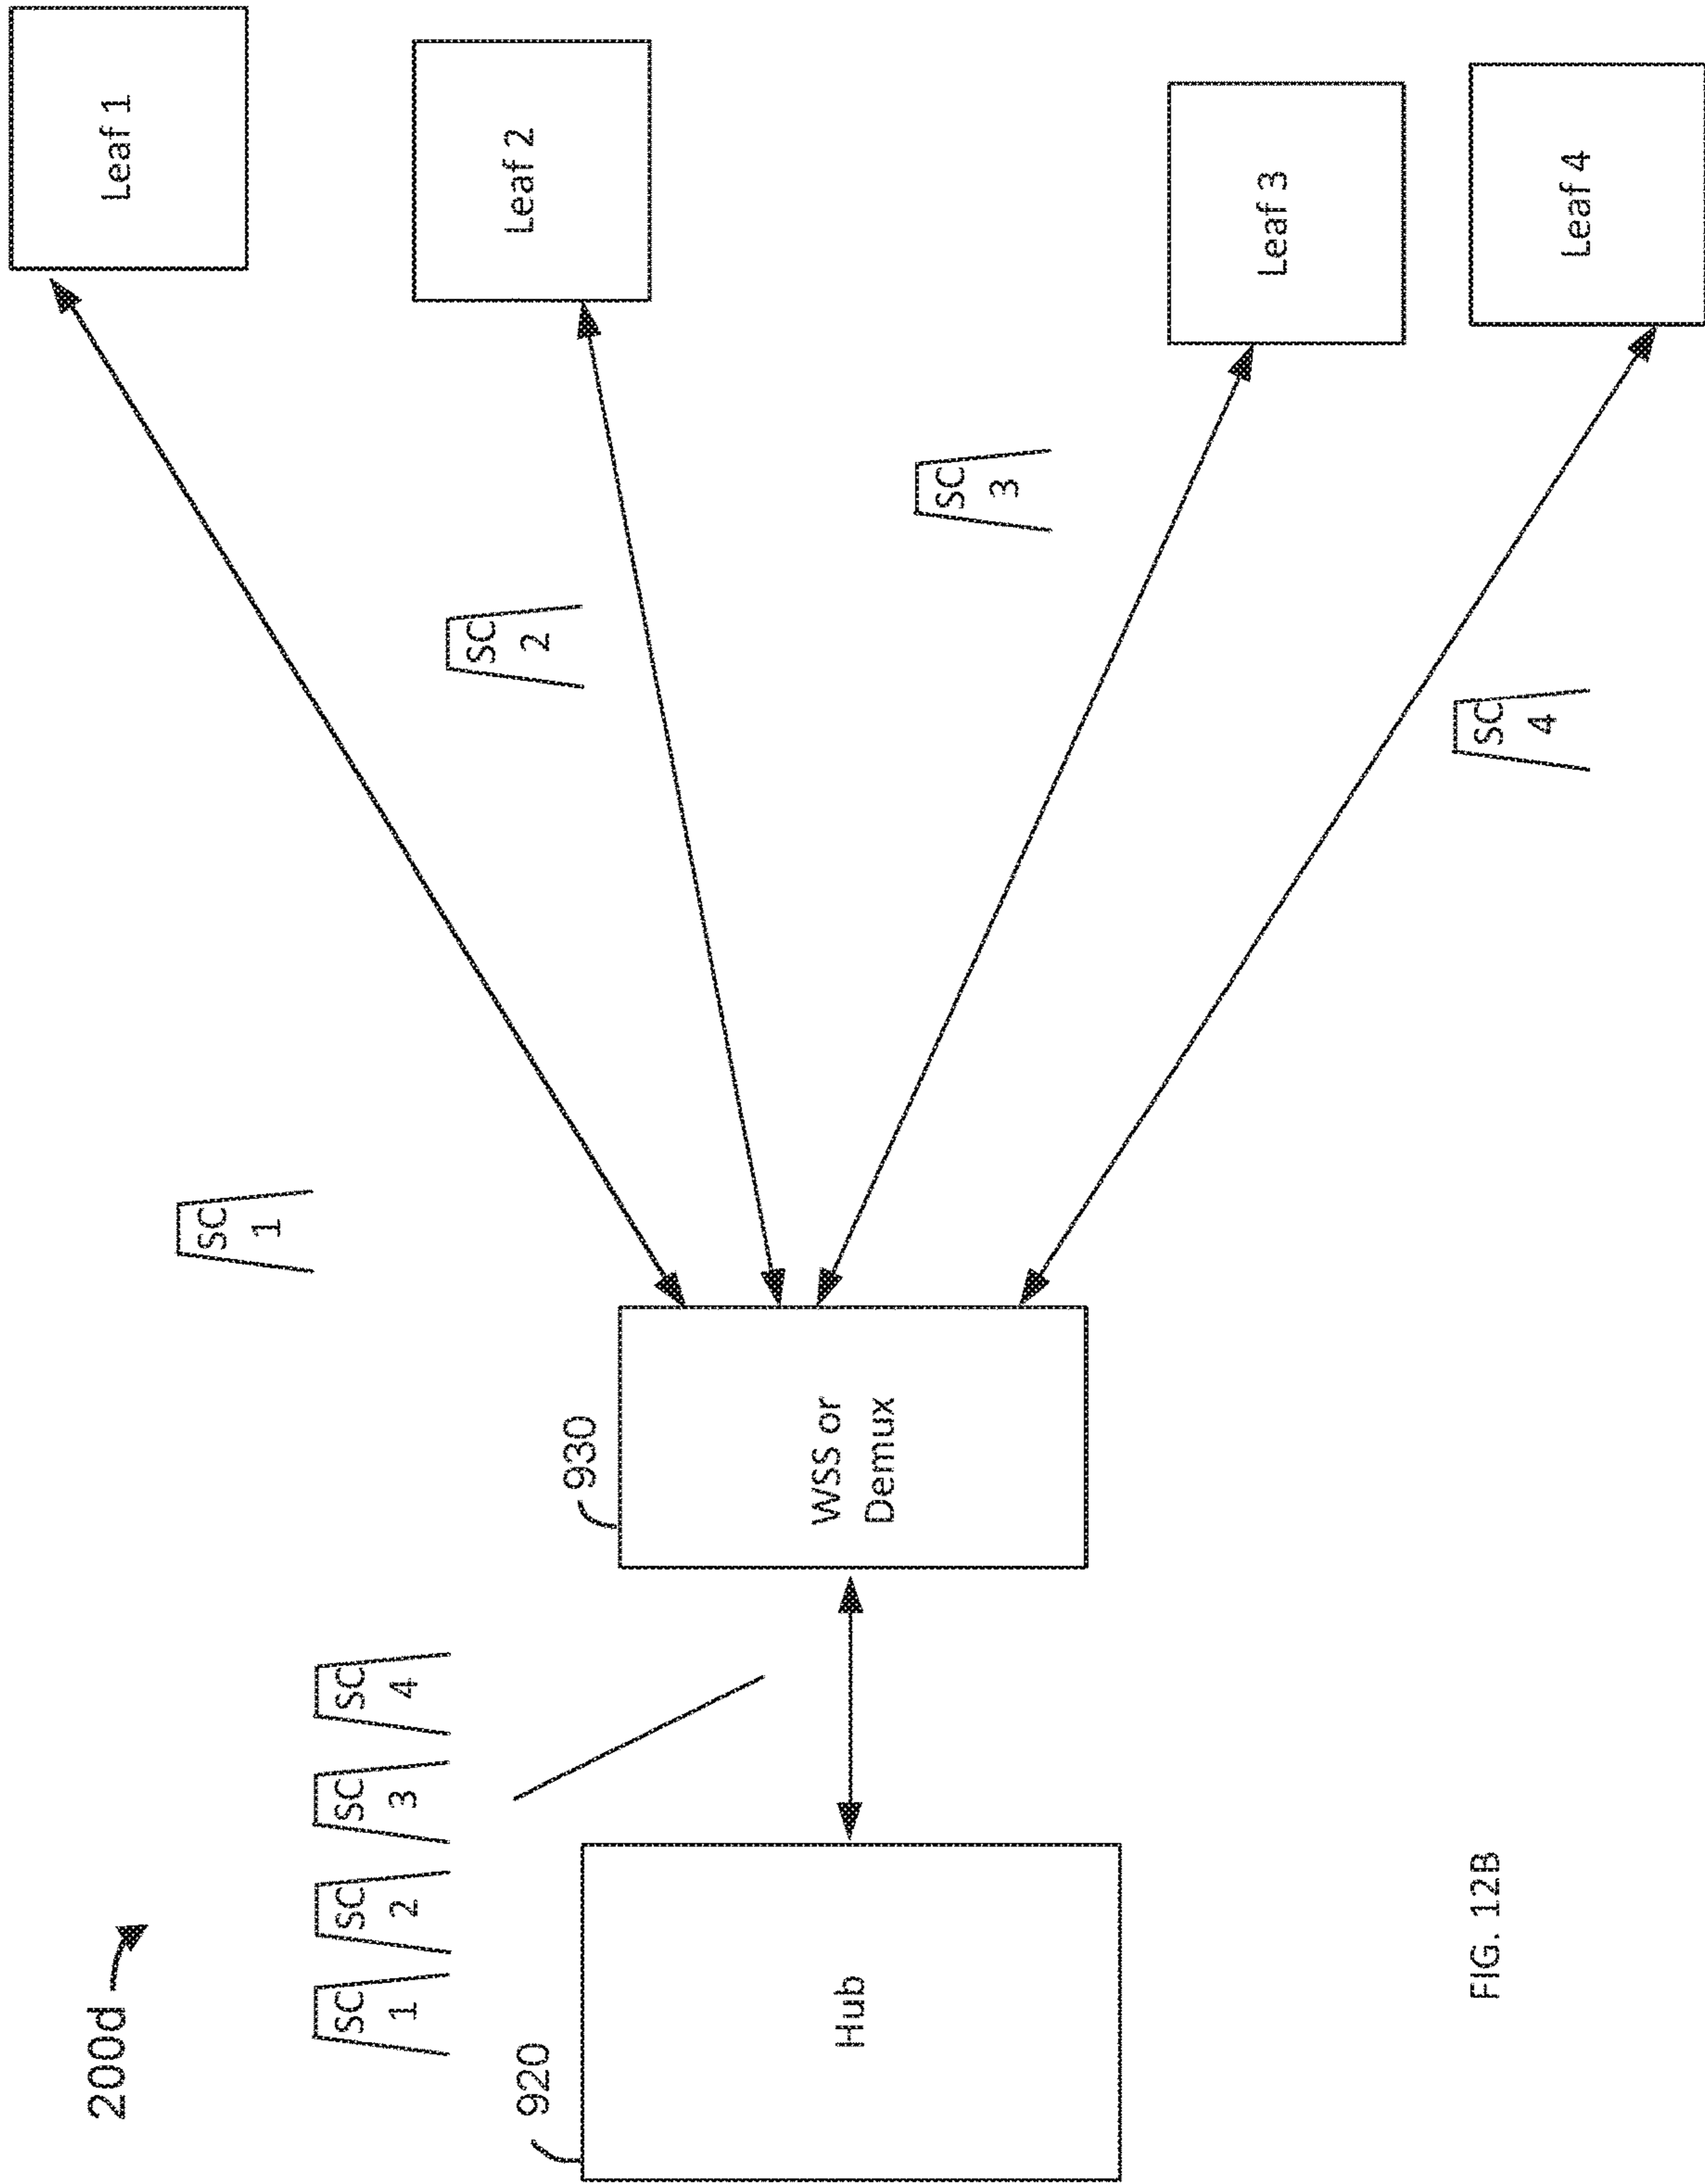 200d
SC
1
SC
2
SC
3
SC
4
920
Hub
930
WSS or
Demux
SC
1
SC
2
SC
3
SC
4
Leaf 1
Leaf 2
Leaf 3
Leaf 4
FIG. 12B